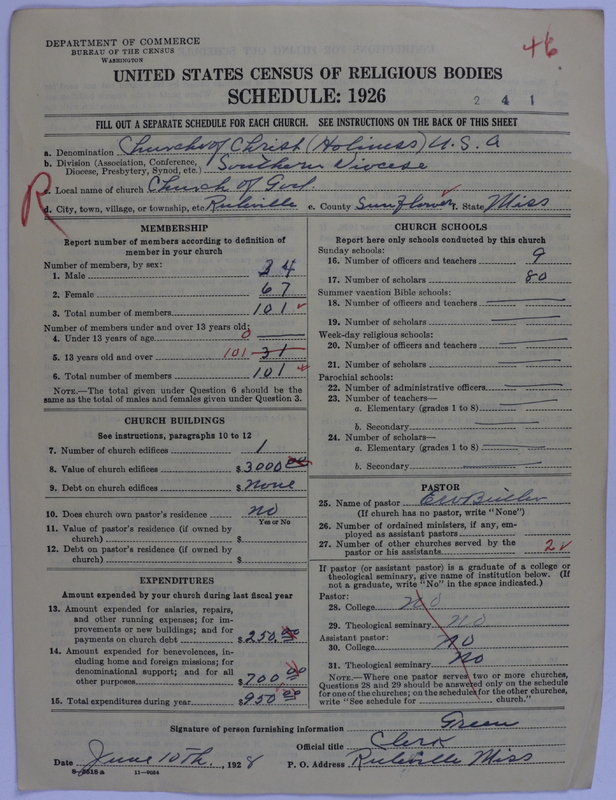 DEPARTMENT OF COMMERCE
BUREAU OF THE CENSUS
WASHINGTON
46
UNITED STATES CENSUS OF RELIGIOUS BODIES
SCHEDULE: 1926
2 4 1
FILL OUT A SEPARATE SCHEDULE FOR EACH CHURCH. SEE INSTRUCTIONS ON THE BACK OF THIS SHEET
a. Denomination Church of Christ (Holiness) U.S.A
b. Division (Association, Conference, Diocese, Presbytery, Synod, etc.) Southern Diocese
R
c. Local name of church Church of God
d. City, town, village, or township, etc. Ruleville e. County Sunflower f. State Miss
MEMBERSHIP
Report number of members according to definition of
member in your church
Number of members, by sex:
1. Male 34
2. Female 67
3. Total number of members 101
Number of members under and over 13 years old:
4. Under 13 years of age 0
5. 13 years old and over 101 31
6. Total number of members 101
NOTE.—The total given under Question 6 should be the
same as the total of males and females given under Question 3.
CHURCH BUILDINGS
See instructions, paragraphs 10 to 12
7. Number of church edifices 1
8. Value of church edifices $ 3000 00
9. Debt on church edifices $ None
10. Does church own pastor's residence no
Yes or No
11. Value of pastor's residence (if owned by
church) $
12. Debt on pastor's residence (if owned by
church) $
EXPENDITURES
Amount expended by your church during last fiscal year
13. Amount expended for salaries, repairs,
and other running expenses; for im-
provements or new buildings; and for
payments on church debt $ 250.00
14. Amount expended for benevolences, in-
cluding home and foreign missions; for
denominational support; and for all
other purposes $ 700 00
15. Total expenditures during year $ 950 00
CHURCH SCHOOLS
Report here only schools conducted by this church
Sunday schools:
16. Number of officers and teachers 9
17. Number of scholars 80
Summer vacation Bible schools:
18. Number of officers and teachers
19. Number of scholars
Week-day religious schools:
20. Number of officers and teachers
21. Number of scholars
Parochial schools:
22. Number of administrative officers
23. Number of teachers—
a. Elementary (grades 1 to 8)
b. Secondary
24. Number of scholars—
a. Elementary (grades 1 to 8)
b. Secondary
PASTOR
25. Name of pastor
(If church has no pastor, write "None")
26. Number of ordained ministers, if any, em-
ployed as assistant pastors
27. Number of other churches served by the
pastor or his assistants 2
If pastor (or assistant pastor) is a graduate of a college or
theological seminary, give name of institution below. (If
not a graduate, write "No" in the space indicated.)
Pastor:
28. College no
29. Theological seminary no
Assistant pastor:
30. College no
31. Theological seminary no
NOTE.—Where one pastor serves two or more churches,
Questions 28 and 29 should be answered only on the schedule
for one of the churches; on the schedules for the other churches,
write "See schedule for church."
Signature of person furnishing information Green
Official title Clerk
Date June 10th, 1928 P. O. Address Ruleville Miss
8-2618 a 11-9024